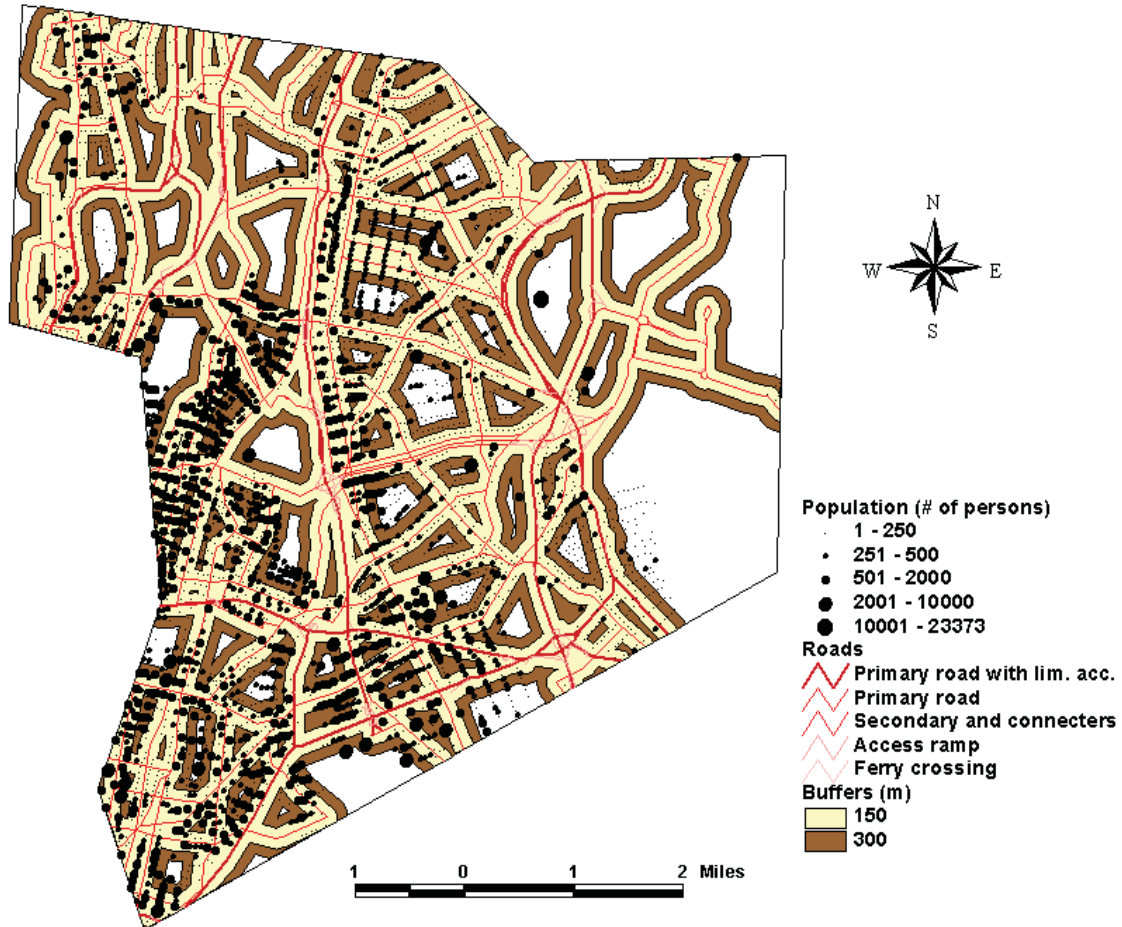 N
W E
S
Population (# of persons)
1 - 250
251 - 500
501 - 2000
2001 - 10000
10001 - 23373
Roads
Primary road with lim. acc.
Primary road
Secondary and connecters
Access ramp
Ferry crossing
Buffers (m)
150
300
1 0 1 2 Miles